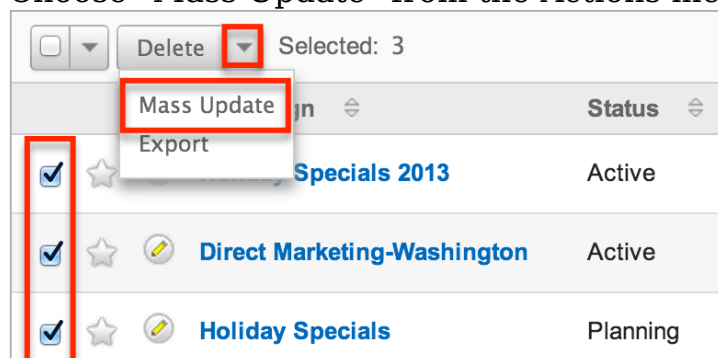 Delete Selected: 3
Mass Update
Export
Status
Specials 2013 Active
Direct Marketing-Washington Active
Holiday Specials Planning